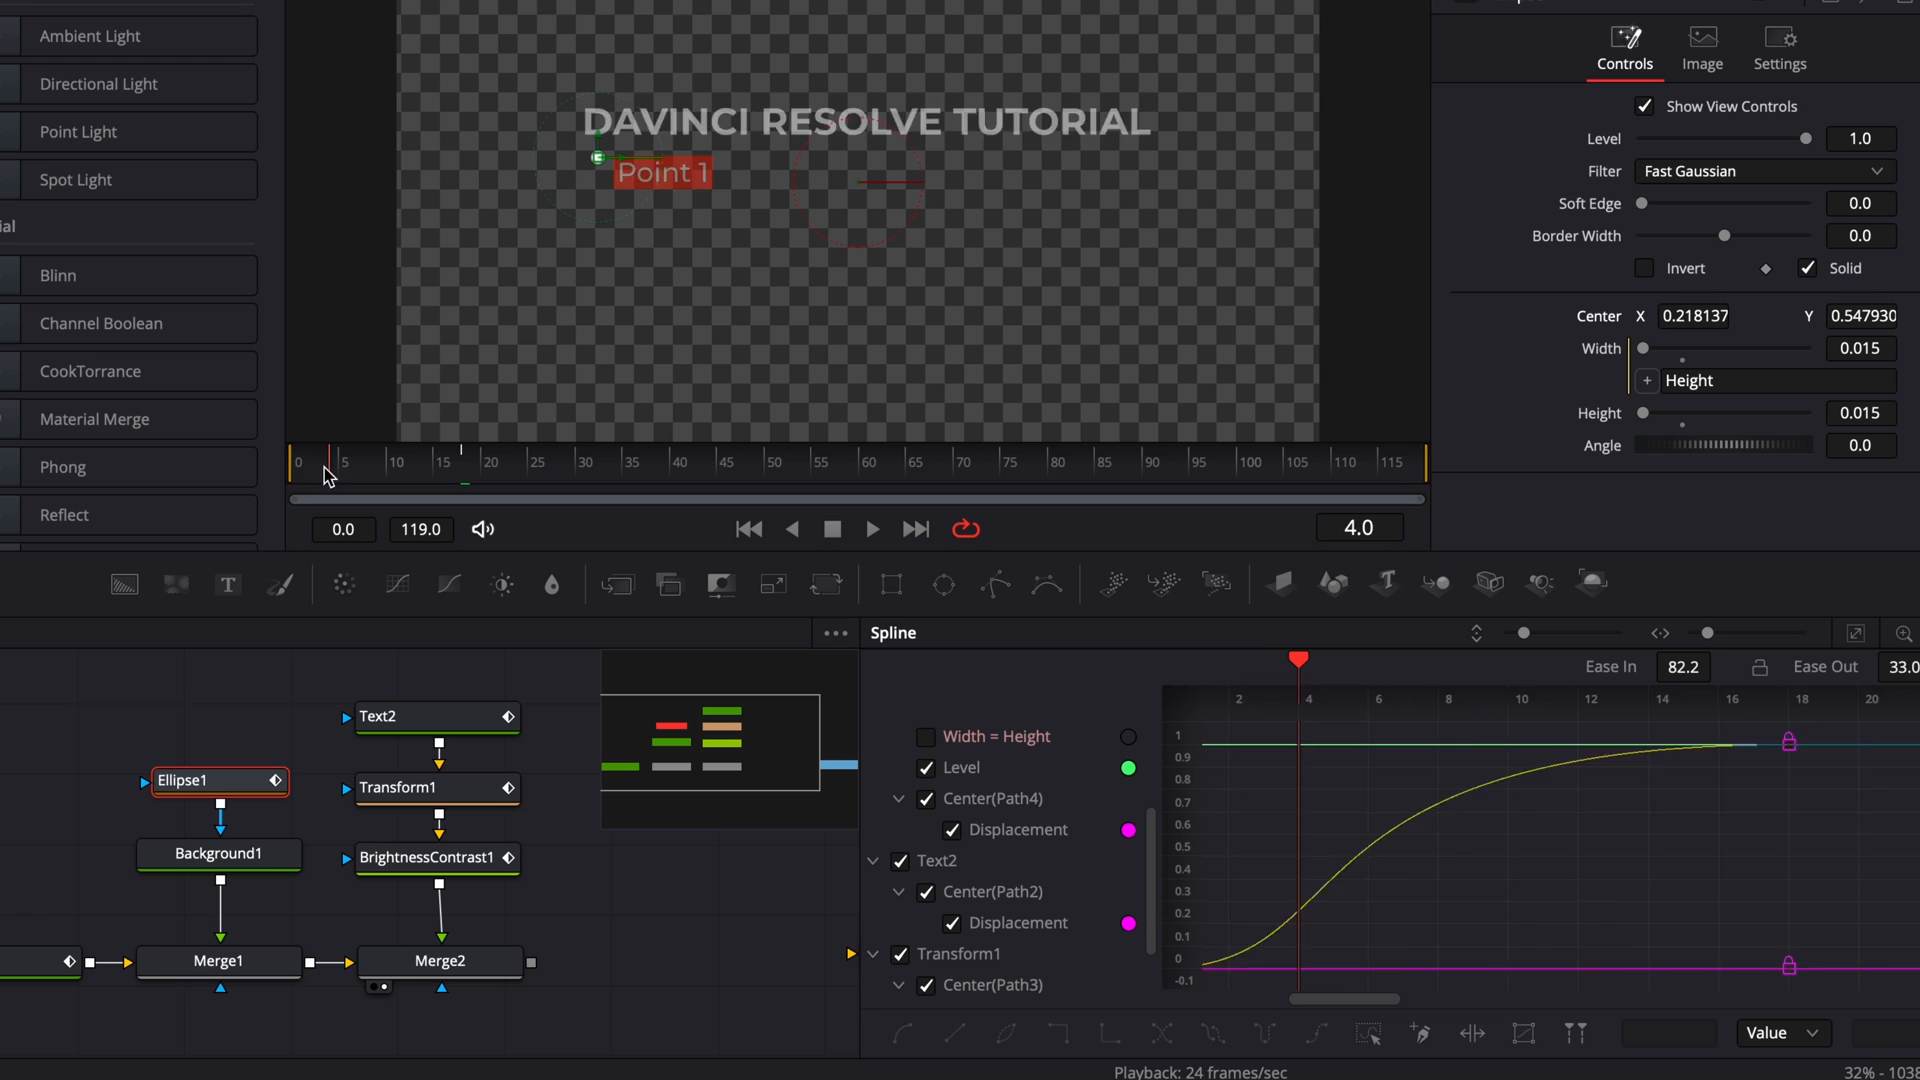 Ambient Light
Directional Light
Point Light
Spot Light
ial
Blinn
Channel Boolean
CookTorrance
Material Merge
Phong
Reflect
DAVINCI RESOLVE TUTORIAL
Point 1
0 5 10 15 20 25 30 35 40 45 50 55 60 65 70 75 80 85 90 95 100 105 110 115
0.0 119.0 4.0
Controls Image Settings
Show View Controls
Level 1.0
Filter Fast Gaussian
Soft Edge 0.0
Border Width 0.0
Invert Solid
Center X 0.218137 Y 0.547930
Width 0.015
+ Height
Height 0.015
Angle 0.0
T
Text2
Ellipse1
Transform1
Background1
BrightnessContrast1
Merge1
Merge2
Spline
Ease In 82.2 Ease Out 33.0
2 4 6 8 10 12 14 16 18 20
Width = Height
Level
Center(Path4)
Displacement
Text2
Center(Path2)
Displacement
Transform1
Center(Path3)
1
0.9
0.8
0.7
0.6
0.5
0.4
0.3
0.2
0.1
0
-0.1
Value
Playback: 24 frames/sec
32% - 1038